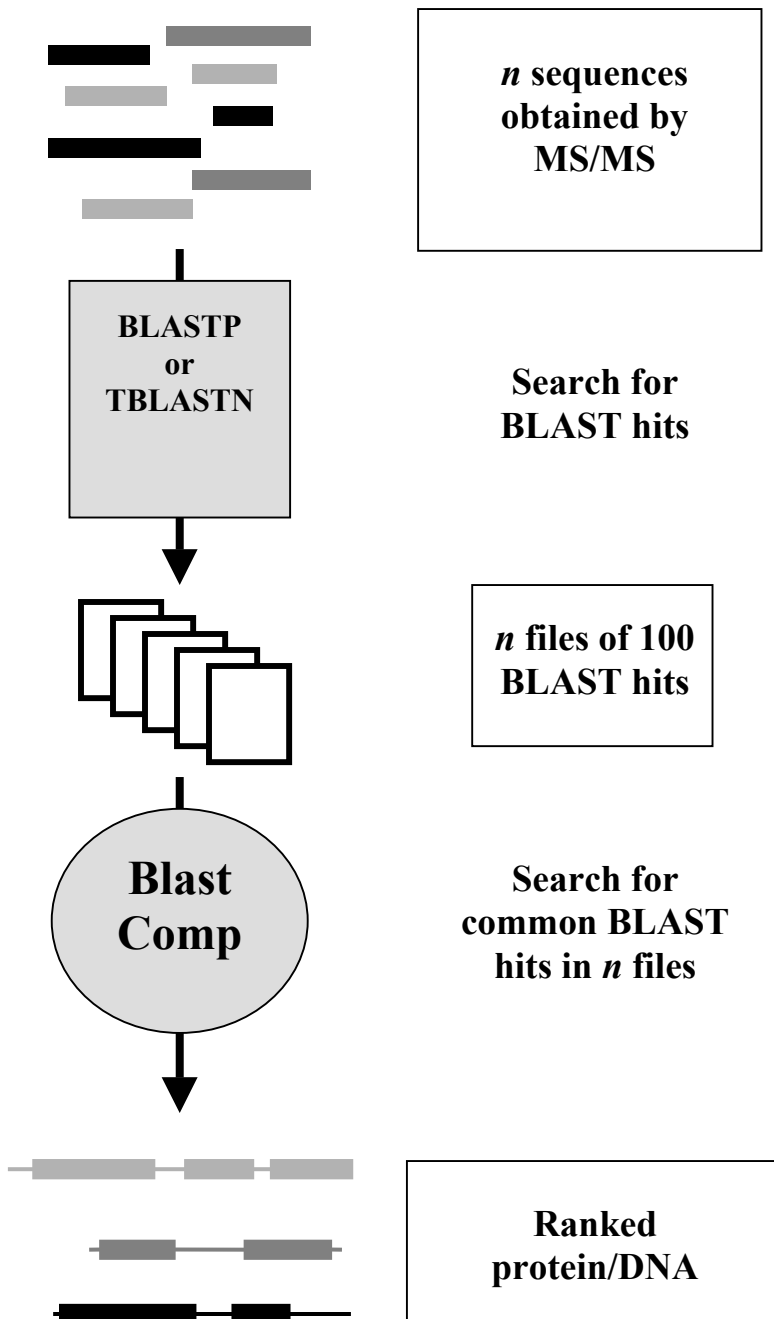 n sequences
obtained by
MS/MS
BLASTP
or
TBLASTN
Search for
BLAST hits
n files of 100
BLAST hits
Blast
Comp
Search for
common BLAST
hits in n files
Ranked
protein/DNA